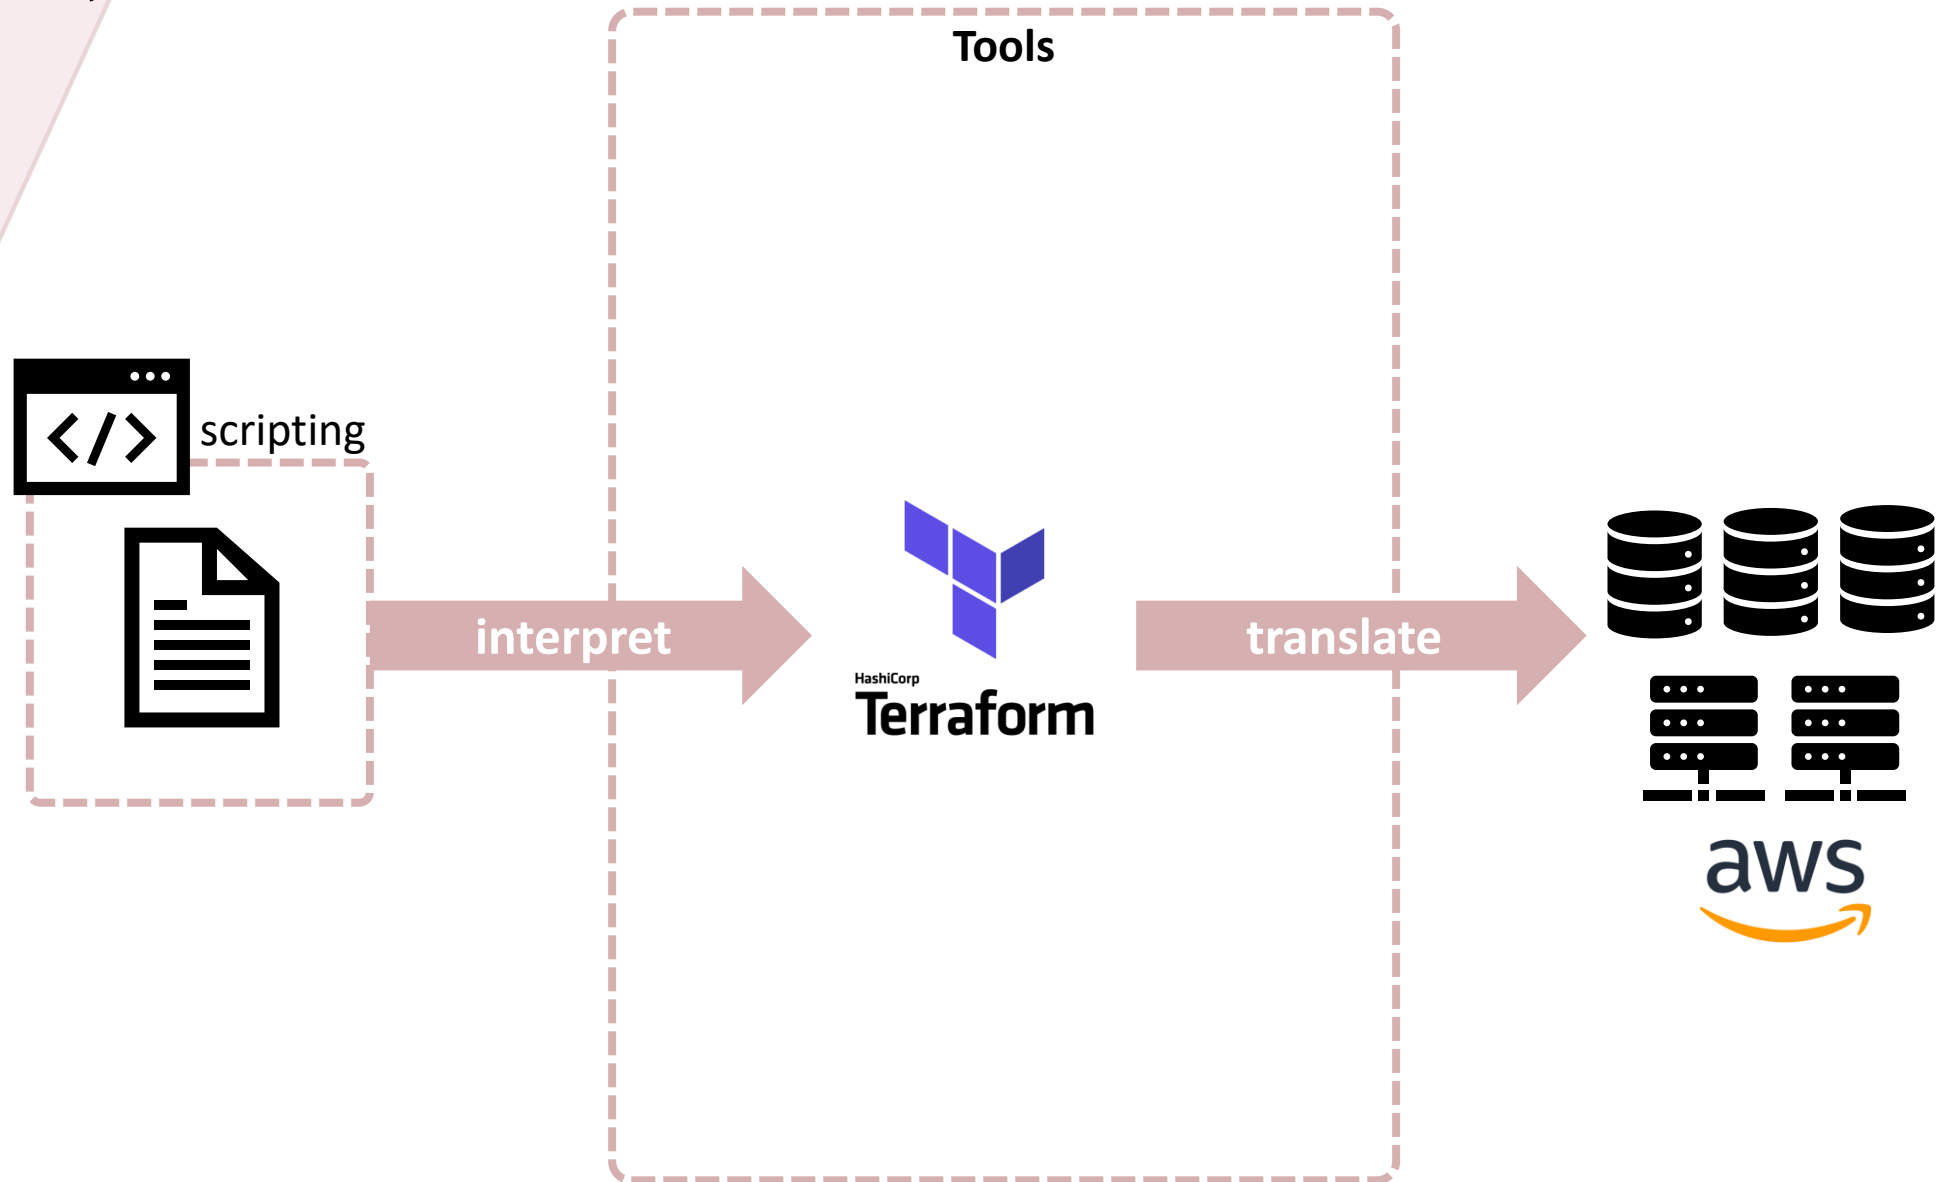 Tools
</>
scripting
interpret
translate
HashiCorp
Terraform
aws